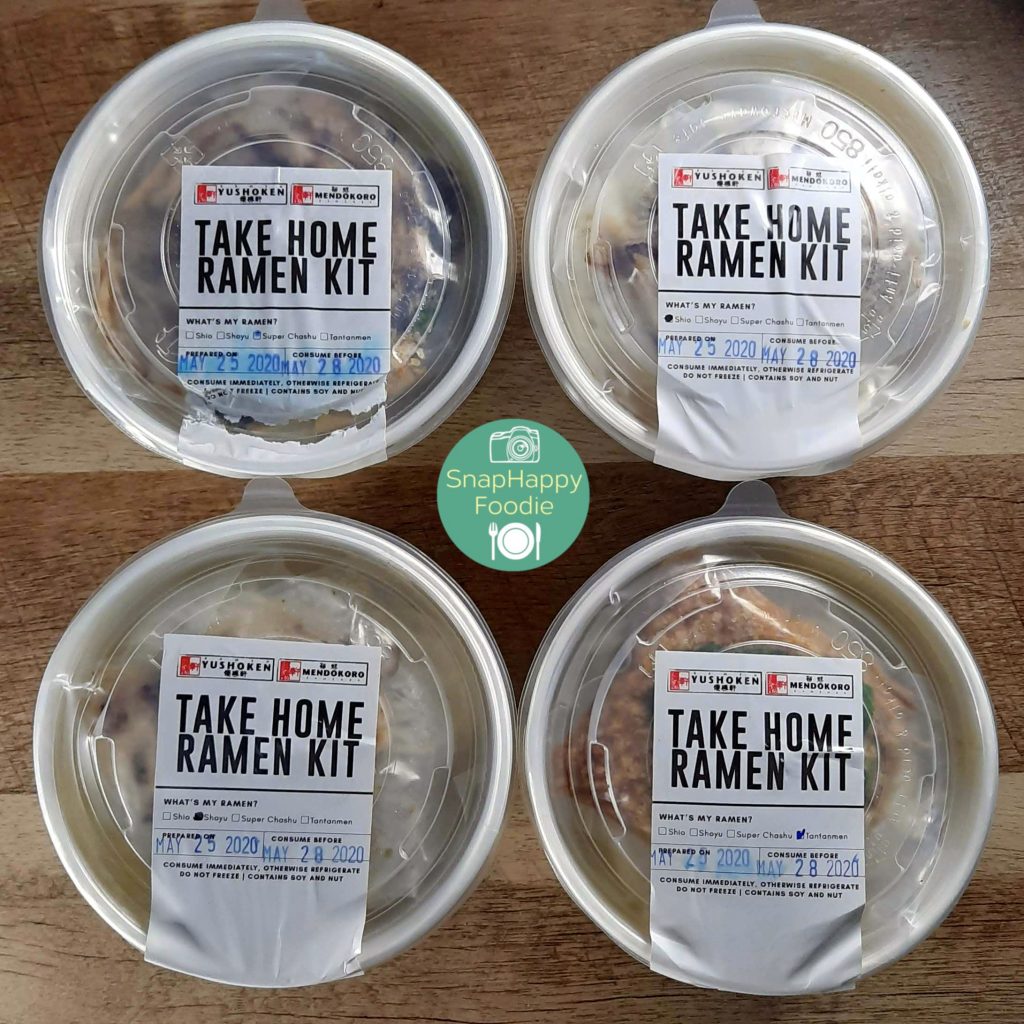 YUSHOKEN MENDOKORO
TAKE HOME
RAMEN KIT
WHAT'S MY RAMEN?
Shio Shoyu Super Chashu Tantanmen
PREPARED ON CONSUME BEFORE
MAY 25 2020 MAY 28 2020
CONSUME IMMEDIATELY, OTHERWISE REFRIGERATE
FREEZE | CONTAINS SOY AND NUT
YUSHOKEN MENDOKORO
TAKE HOME
RAMEN KIT
WHAT'S MY RAMEN?
Shio Shoyu Super Chashu Tantanmen
PREPARED ON CONSUME BEFORE
MAY 25 2020 MAY 28 2020
CONSUME IMMEDIATELY, OTHERWISE REFRIGERATE
DO NOT FREEZE | CONTAINS SOY AND NUT
850
SnapHappy
Foodie
YUSHOKEN MENDOKORO
TAKE HOME
RAMEN KIT
WHAT'S MY RAMEN?
Shio Shoyu Super Chashu Tantanmen
PREPARED ON CONSUME BEFORE
MAY 25 2020 MAY 28 2020
CONSUME IMMEDIATELY, OTHERWISE REFRIGERATE
DO NOT FREEZE | CONTAINS SOY AND NUT
YUSHOKEN MENDOKORO
TAKE HOME
RAMEN KIT
WHAT'S MY RAMEN?
Shio Shoyu Super Chashu Tantanmen
PREPARED ON CONSUME BEFORE
MAY 25 2020 MAY 28 2020
CONSUME IMMEDIATELY, OTHERWISE REFRIGERATE
DO NOT FREEZE | CONTAINS SOY AND NUT